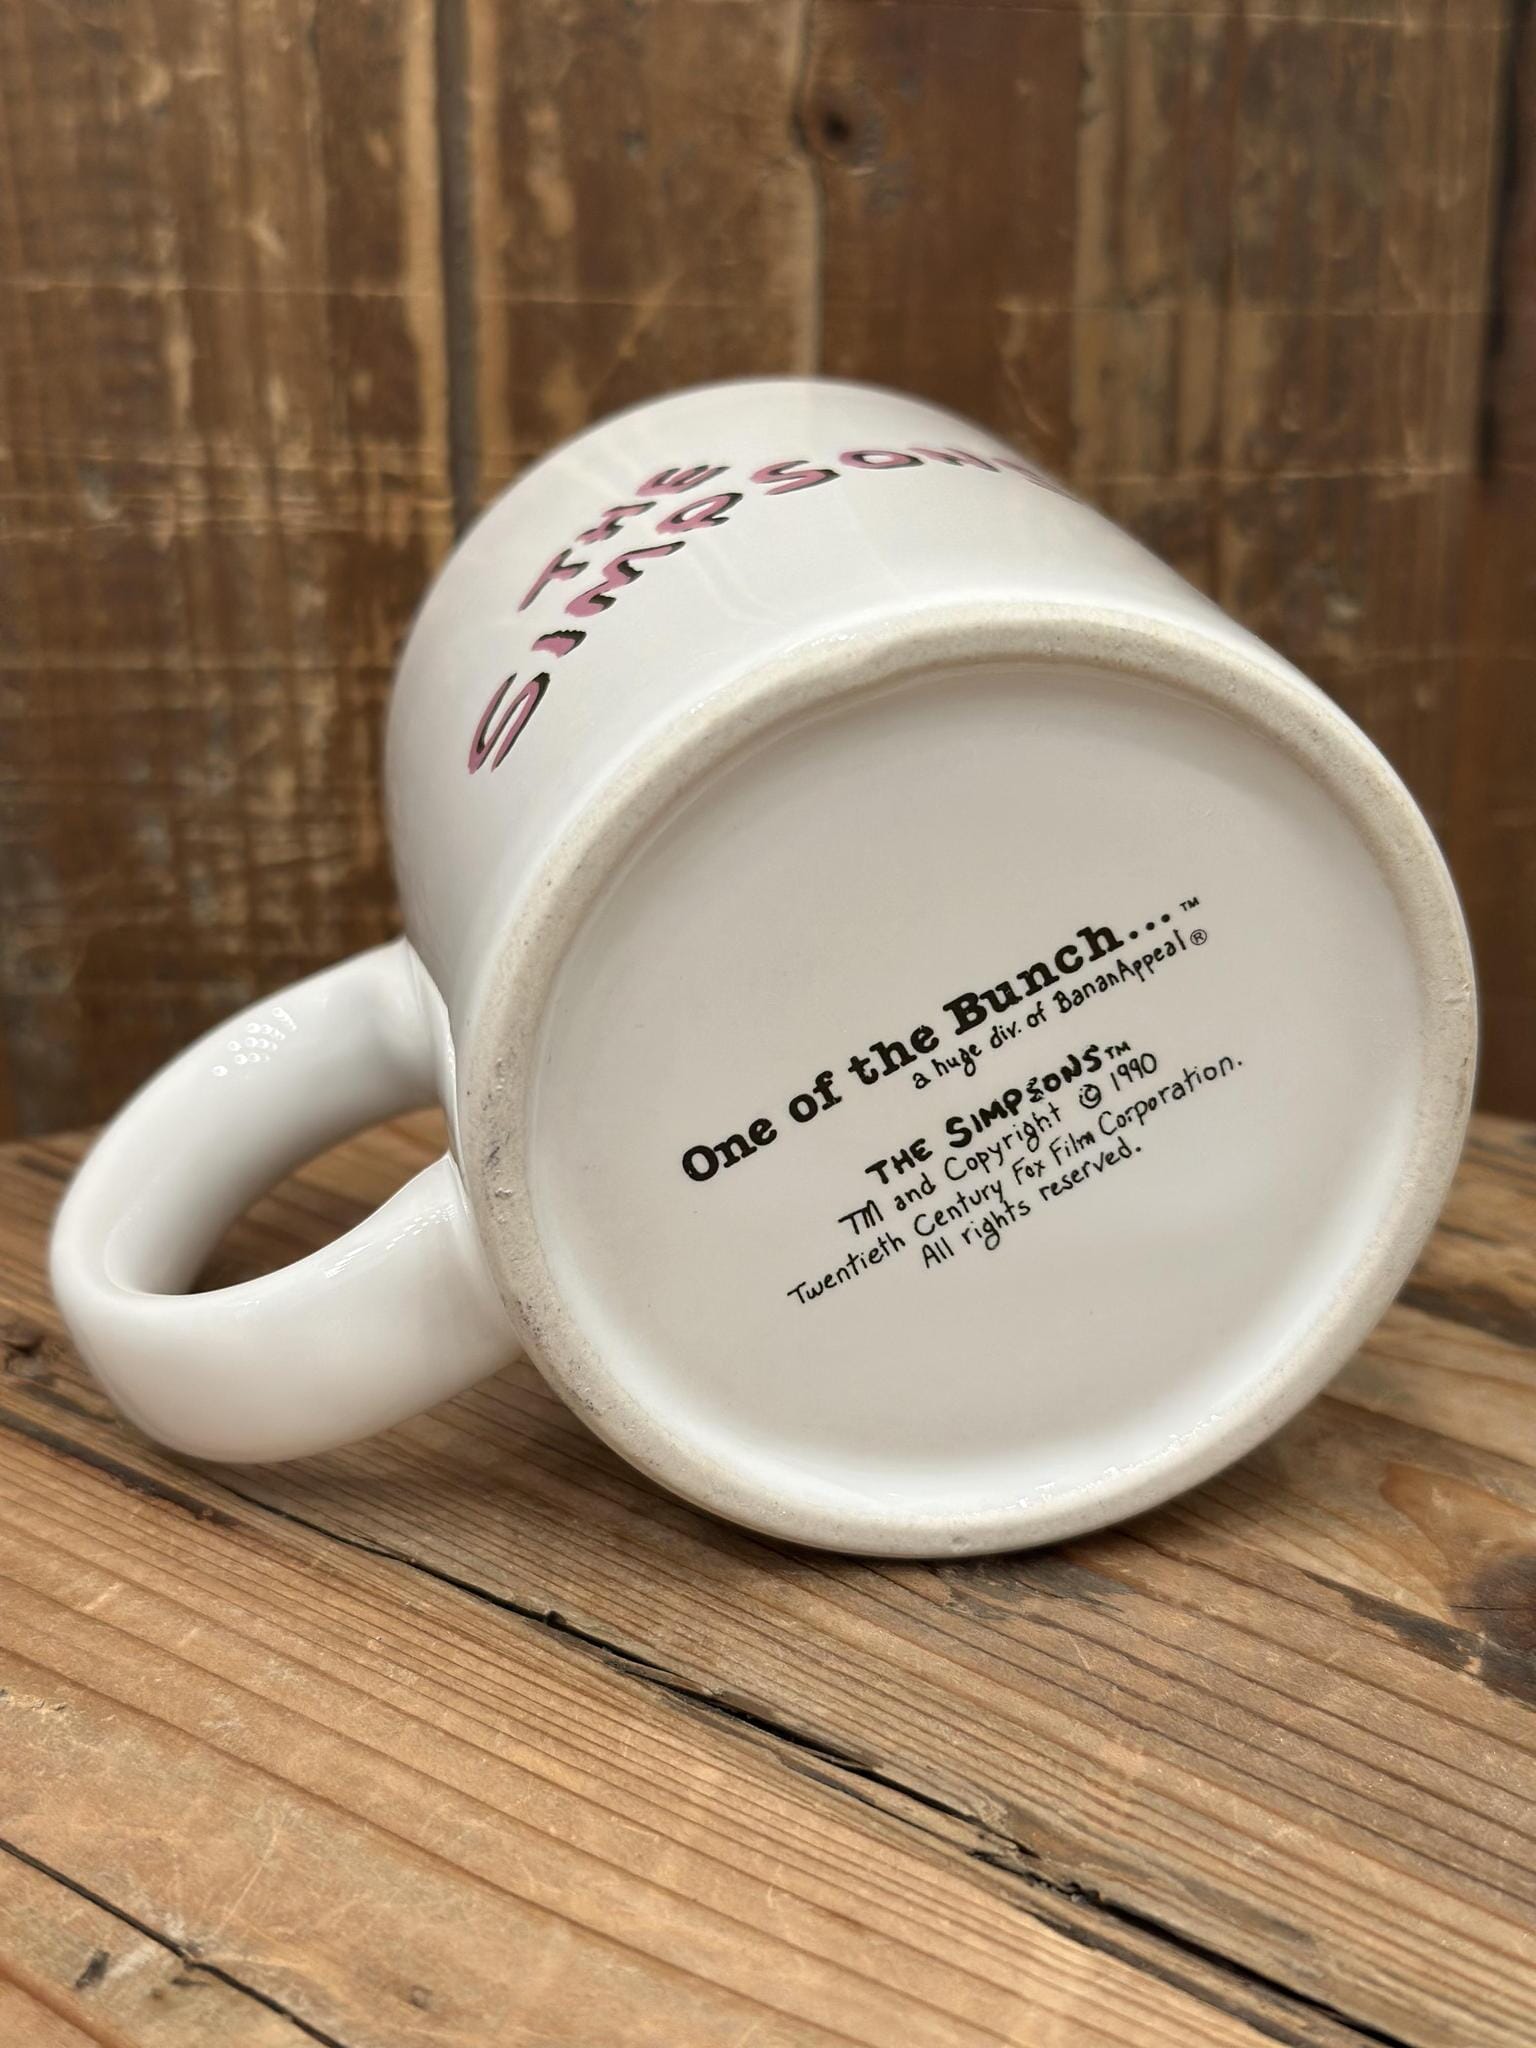 THE
SIMPSONS
One of the Bunch...™
a huge div. of BananAppeal®
THE SIMPSONS™
TM and Copyright © 1990
Twentieth Century Fox Film Corporation.
All rights reserved.